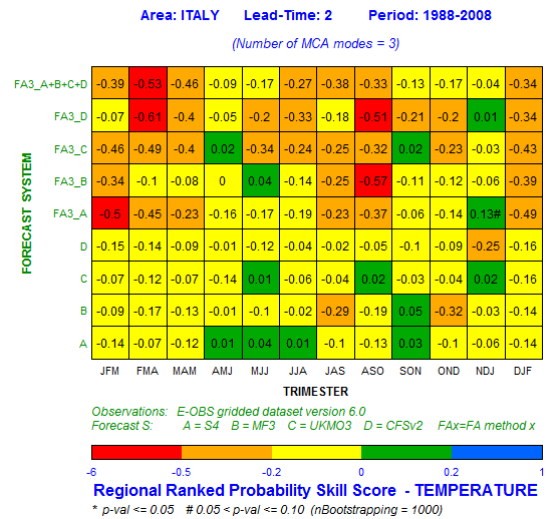 Area: ITALY Lead-Time: 2 Period: 1988-2008
(Number of MCA modes = 3)
FORECAST SYSTEM
FA3_A+B+C+D -0.39 -0.53 -0.46 -0.09 -0.17 -0.27 -0.38 -0.33 -0.13 -0.17 -0.04 -0.34
FA3_D -0.07 -0.61 -0.4 -0.05 -0.2 -0.33 -0.18 -0.51 -0.21 -0.2 0.01 -0.34
FA3_C -0.46 -0.49 -0.4 0.02 -0.34 -0.24 -0.25 -0.32 0.02 -0.23 -0.03 -0.43
FA3_B -0.34 -0.1 -0.08 0 0.04 -0.14 -0.25 -0.57 -0.11 -0.12 -0.06 -0.39
FA3_A -0.5 -0.45 -0.23 -0.16 -0.17 -0.19 -0.23 -0.37 -0.06 -0.14 0.13# -0.49
D -0.15 -0.14 -0.09 -0.01 -0.12 -0.04 -0.02 -0.05 -0.1 -0.09 -0.25 -0.16
C -0.07 -0.12 -0.07 -0.14 0.01 -0.06 -0.04 0.02 -0.03 -0.04 0.02 -0.16
B -0.09 -0.17 -0.13 -0.01 -0.1 -0.02 -0.29 -0.19 0.05 -0.32 -0.03 -0.14
A -0.14 -0.07 -0.12 0.01 0.04 0.01 -0.1 -0.13 0.03 -0.1 -0.06 -0.14
JFM FMA MAM AMJ MJJ JJA JAS ASO SON OND NDJ DJF
TRIMESTER
Observations: E-OBS gridded dataset version 6.0
Forecast S: A = S4 B = MF3 C = UKMO3 D = CFSv2 FAx=FA method x
-6 -0.5 -0.2 0 0.2 1
Regional Ranked Probability Skill Score - TEMPERATURE
* p-val <= 0.05 # 0.05 < p-val <= 0.10 (nBootstrapping = 1000)